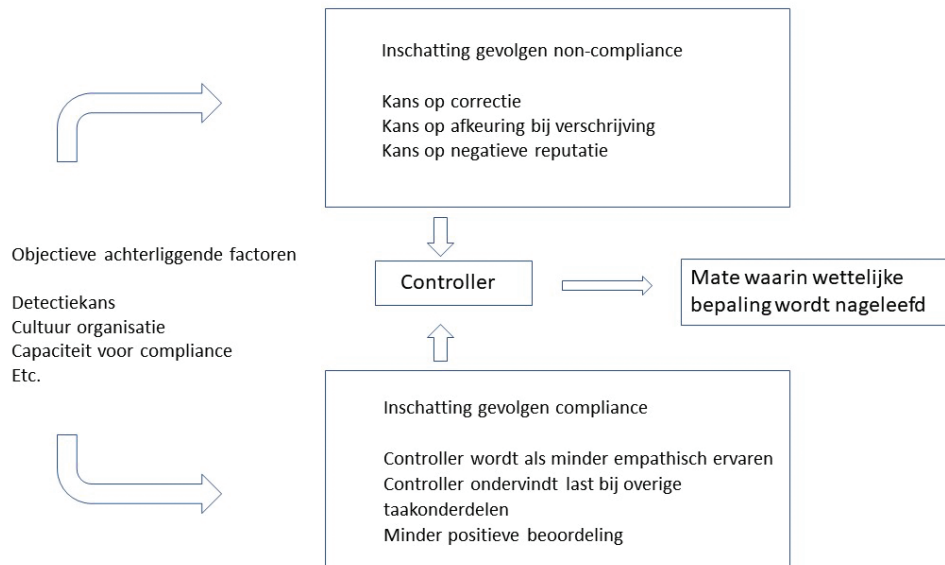 Inschatting gevolgen non-compliance
Kans op correctie
Kans op afkeuring bij verschrijving
Kans op negatieve reputatie
Objectieve achterliggende factoren
Detectiekans
Cultuur organisatie
Capaciteit voor compliance
Etc.
Controller
Mate waarin wettelijke
bepaling wordt nageleefd
Inschatting gevolgen compliance
Controller wordt als minder empathisch ervaren
Controller ondervindt last bij overige
taakonderdelen
Minder positieve beoordeling